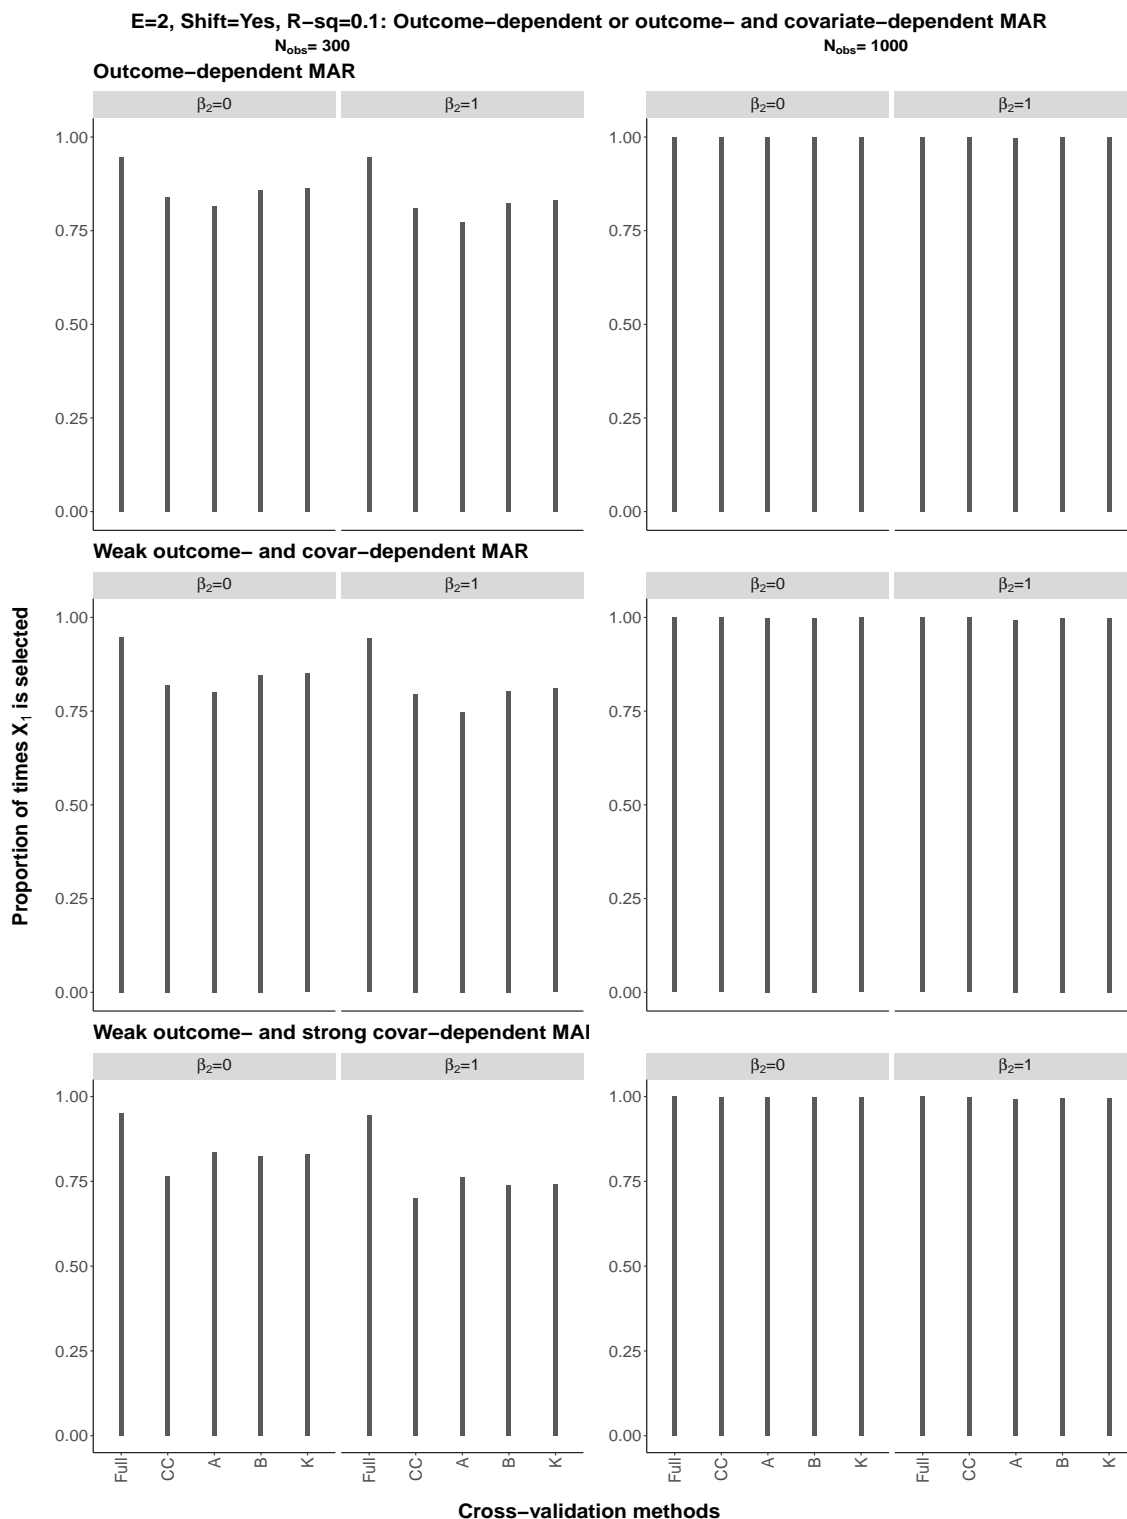 E=2, Shift=Yes, R−sq=0.1: Outcome−dependent or outcome− and covariate−dependent MAR
Nobs= 300
Nobs= 1000
Outcome−dependent MAR
β2=0
β2=1
β2=0
β2=1
1.00
0.75
0.50
0.25
0.00
1.00
0.75
0.50
0.25
0.00
Weak outcome− and covar−dependent MAR
β2=0
β2=1
β2=0
β2=1
1.00
0.75
0.50
0.25
0.00
1.00
0.75
0.50
0.25
0.00
Proportion of times X1 is selected
Weak outcome− and strong covar−dependent MAI
β2=0
β2=1
β2=0
β2=1
1.00
0.75
0.50
0.25
0.00
1.00
0.75
0.50
0.25
0.00
Full CC A B K
Full CC A B K
Full CC A B K
Full CC A B K
Cross−validation methods